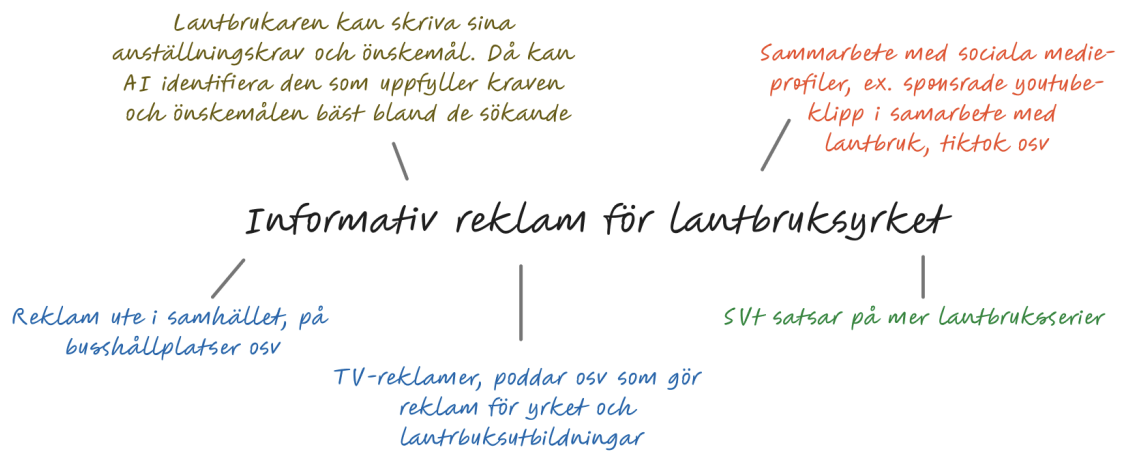 Lantbrukaren kan skriva sina
anställningskrav och önskemål. Då kan
AI identifiera den som uppfyller kraven
och önskemålen bäst bland de sökande
Sammarbete med sociala medie-
profiler, ex. sponsrade youtube-
klipp i samarbete med
lantbruk, tiktok osv
Informativ reklam för lantbruksyrket
Reklam ute i samhället, på
busshållplatser osv
TV-reklamer, poddar osv som gör
reklam för yrket och
lantrbuksutbildningar
SVt satsar på mer lantbruksserier